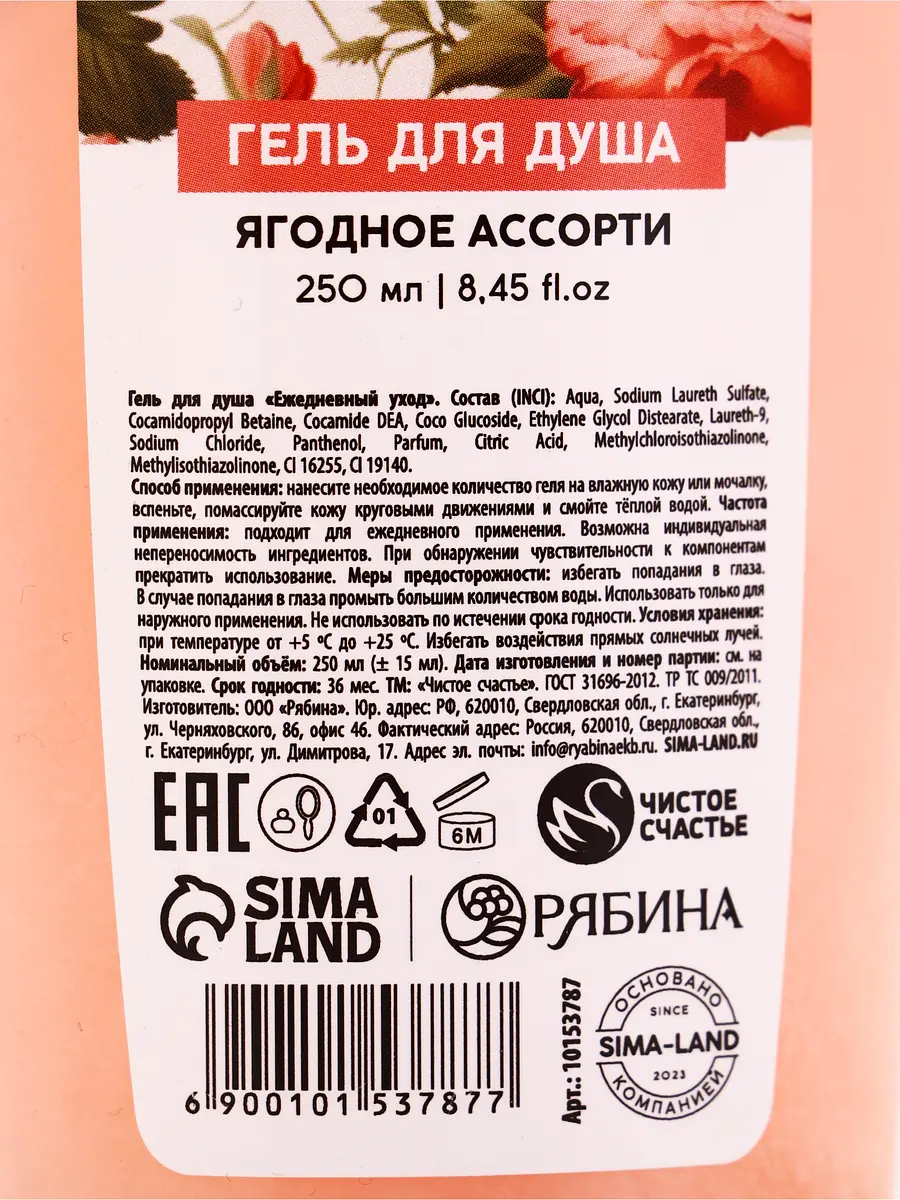 ГЕЛЬ ДЛЯ ДУША
ЯГОДНОЕ АССОРТИ
250 мл | 8,45 fl.oz
Гель для душа «Ежедневный уход». Состав (INCI): Aqua, Sodium Laureth Sulfate,
Cocamidopropyl Betaine, Cocamide DEA, Coco Glucoside, Ethylene Glycol Distearate, Laureth-9,
Sodium Chloride, Panthenol, Parfum, Citric Acid, Methylchloroisothiazolinone,
Methylisothiazolinone, CI 16255, CI 19140.
Способ применения: нанесите необходимое количество геля на влажную кожу или мочалку,
вспеньте, помассируйте кожу круговыми движениями и смойте тёплой водой. Частота
применения: подходит для ежедневного применения. Возможна индивидуальная
непереносимость ингредиентов. При обнаружении чувствительности к компонентам
прекратить использование. Меры предосторожности: избегать попадания в глаза.
В случае попадания в глаза промыть большим количеством воды. Использовать только для
наружного применения. Не использовать по истечении срока годности. Условия хранения:
при температуре от +5 ºС до +25 ºС. Избегать воздействия прямых солнечных лучей.
Номинальный объём: 250 мл (± 15 мл). Дата изготовления и номер партии: см. на
упаковке. Срок годности: 36 мес. ТМ: «Чистое счастье». ГОСТ 31696-2012. ТР ТС 009/2011.
Изготовитель: ООО «Рябина». Юр. адрес: РФ, 620010, Свердловская обл., г. Екатеринбург,
ул. Черняховского, 86, офис 46. Фактический адрес: Россия, 620010, Свердловская обл.,
г. Екатеринбург, ул. Димитрова, 17. Адрес эл. почты: info@ryabinaekb.ru. SIMA-LAND.RU
EAC
01
6M
ЧИСТОЕ
СЧАСТЬЕ
SIMA
LAND
РЯБИНА
6 900101 537877
Арт.: 10153787
ОСНОВАНО
SINCE
SIMA-LAND
2023
КОМПАНИЕЙ